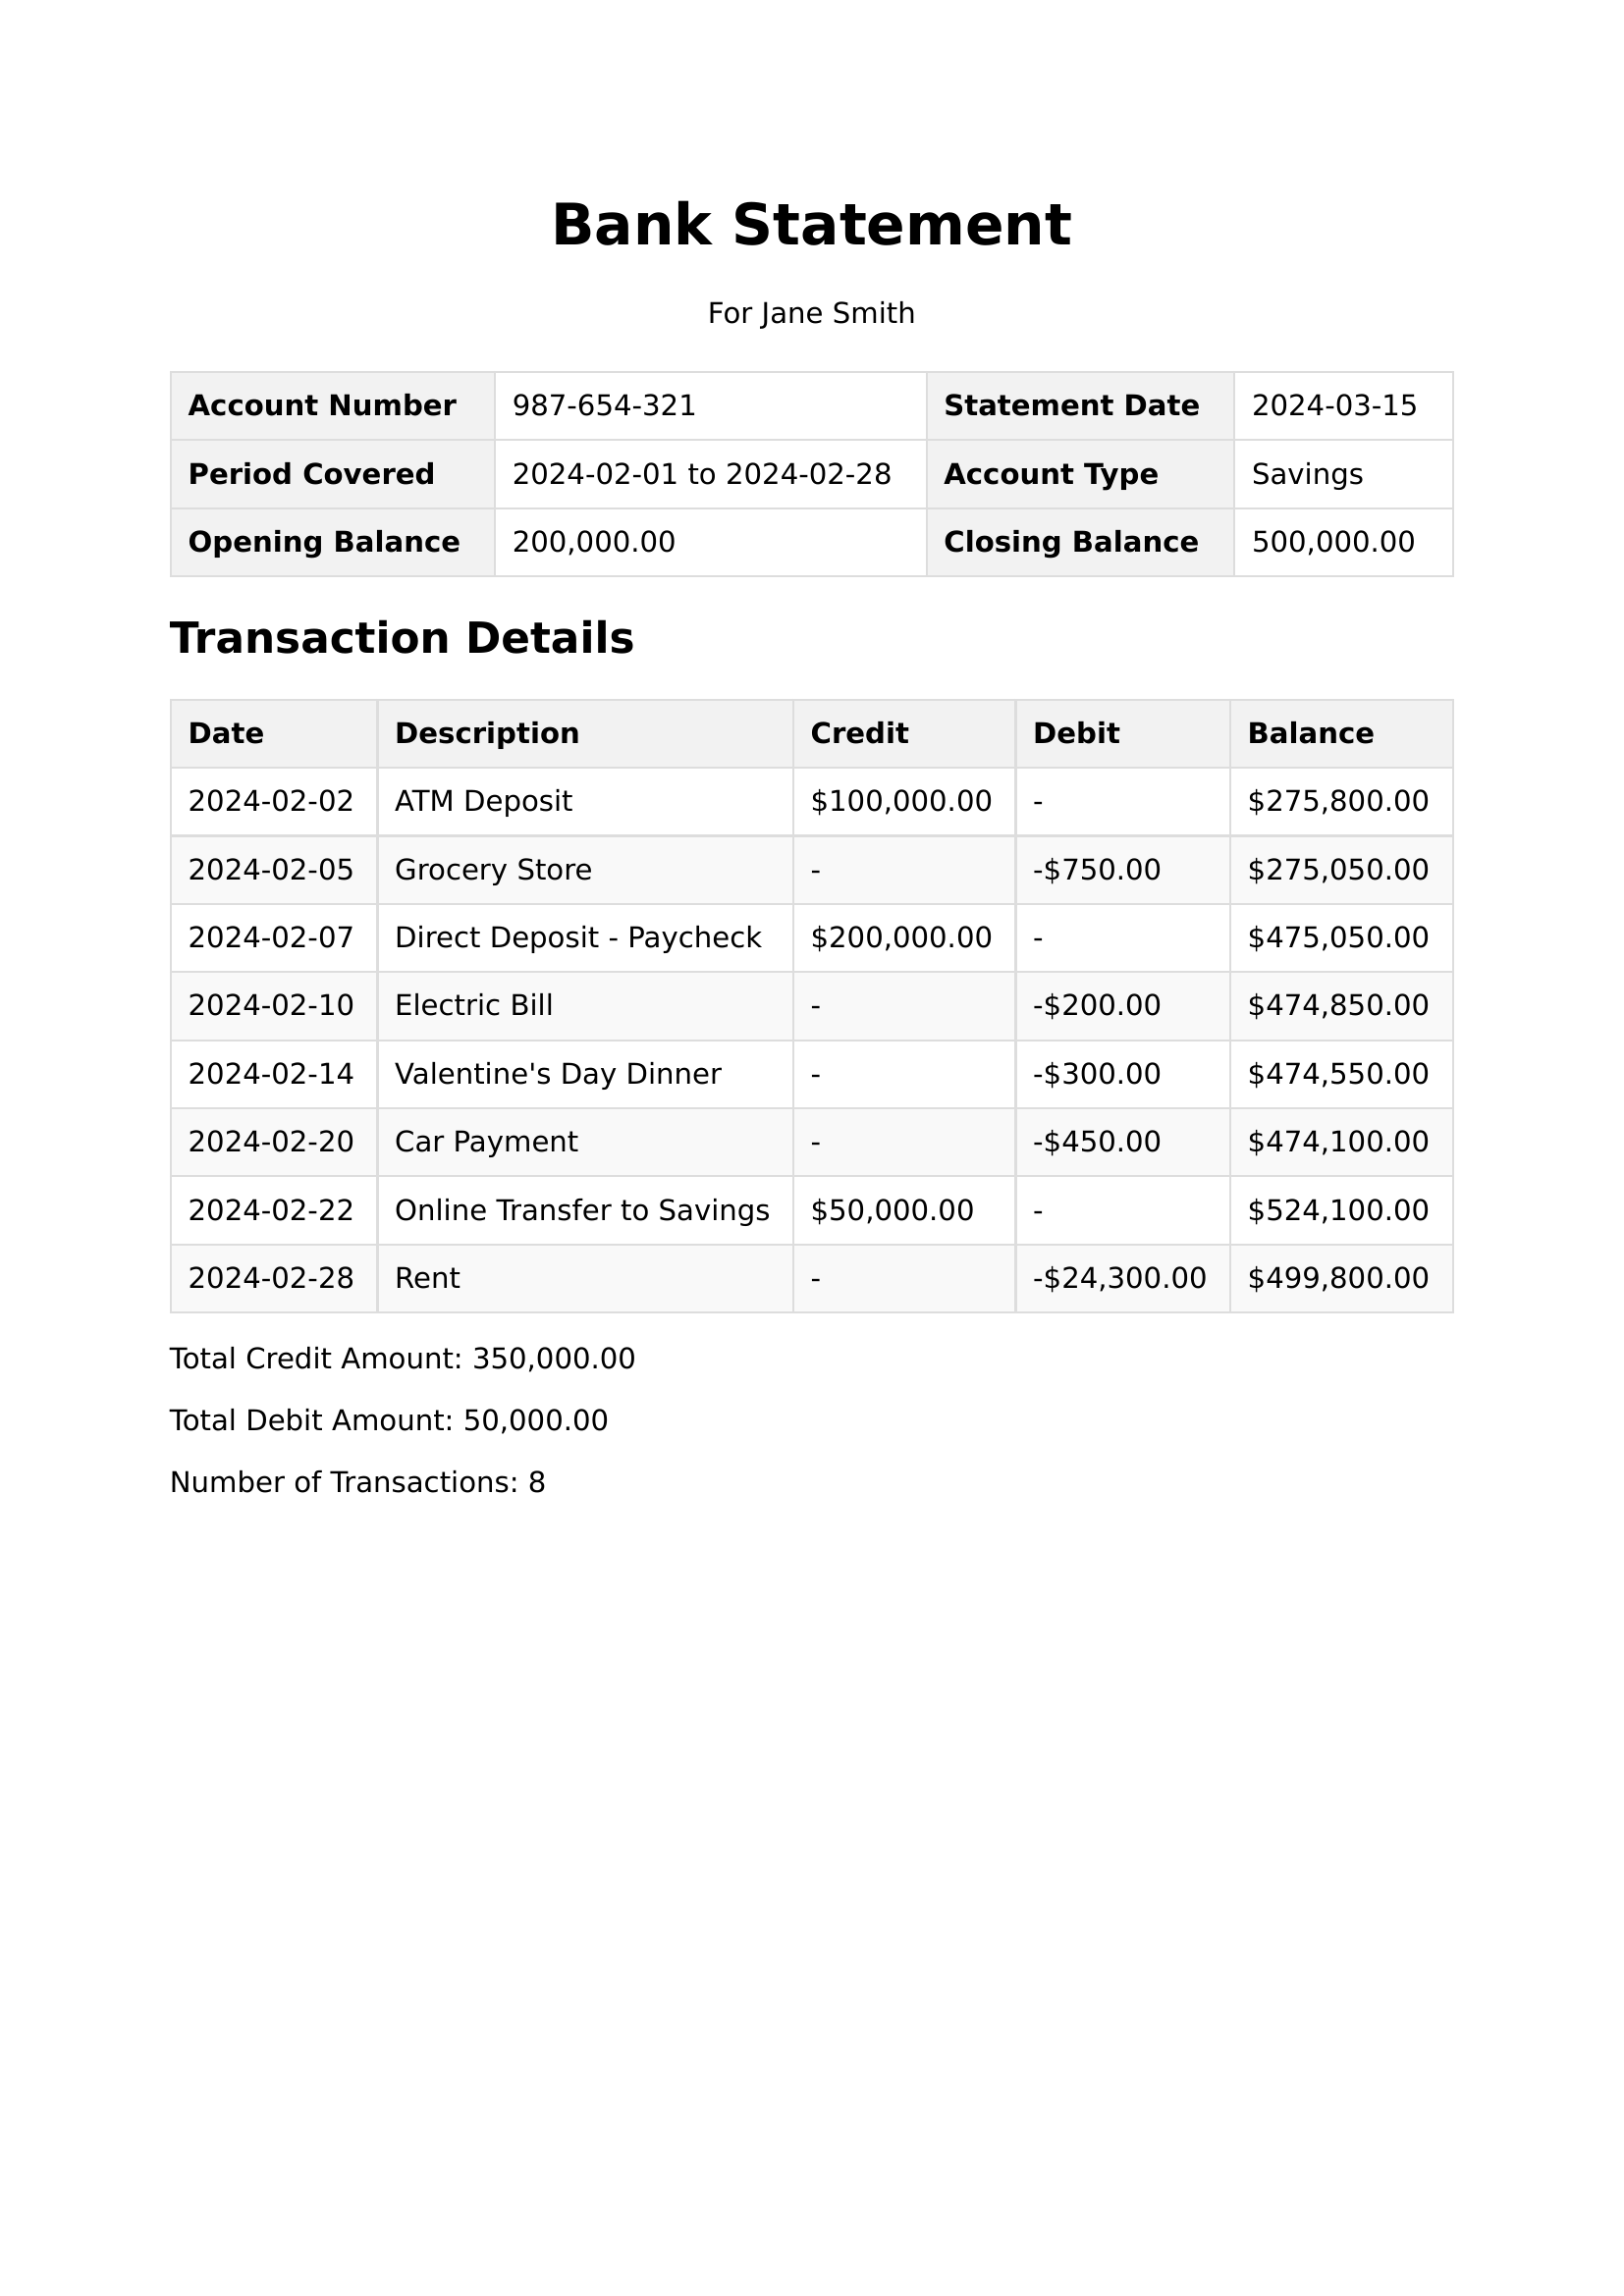 Bank Statement
For Jane Smith
Account Number 987-654-321 Statement Date 2024-03-15
Period Covered 2024-02-01 to 2024-02-28 Account Type Savings
Opening Balance 200,000.00 Closing Balance 500,000.00
Transaction Details
Date Description Credit Debit Balance
2024-02-02 ATM Deposit $100,000.00 - $275,800.00
2024-02-05 Grocery Store - -$750.00 $275,050.00
2024-02-07 Direct Deposit - Paycheck $200,000.00 - $475,050.00
2024-02-10 Electric Bill - -$200.00 $474,850.00
2024-02-14 Valentine's Day Dinner - -$300.00 $474,550.00
2024-02-20 Car Payment - -$450.00 $474,100.00
2024-02-22 Online Transfer to Savings $50,000.00 - $524,100.00
2024-02-28 Rent - -$24,300.00 $499,800.00
Total Credit Amount: 350,000.00
Total Debit Amount: 50,000.00
Number of Transactions: 8